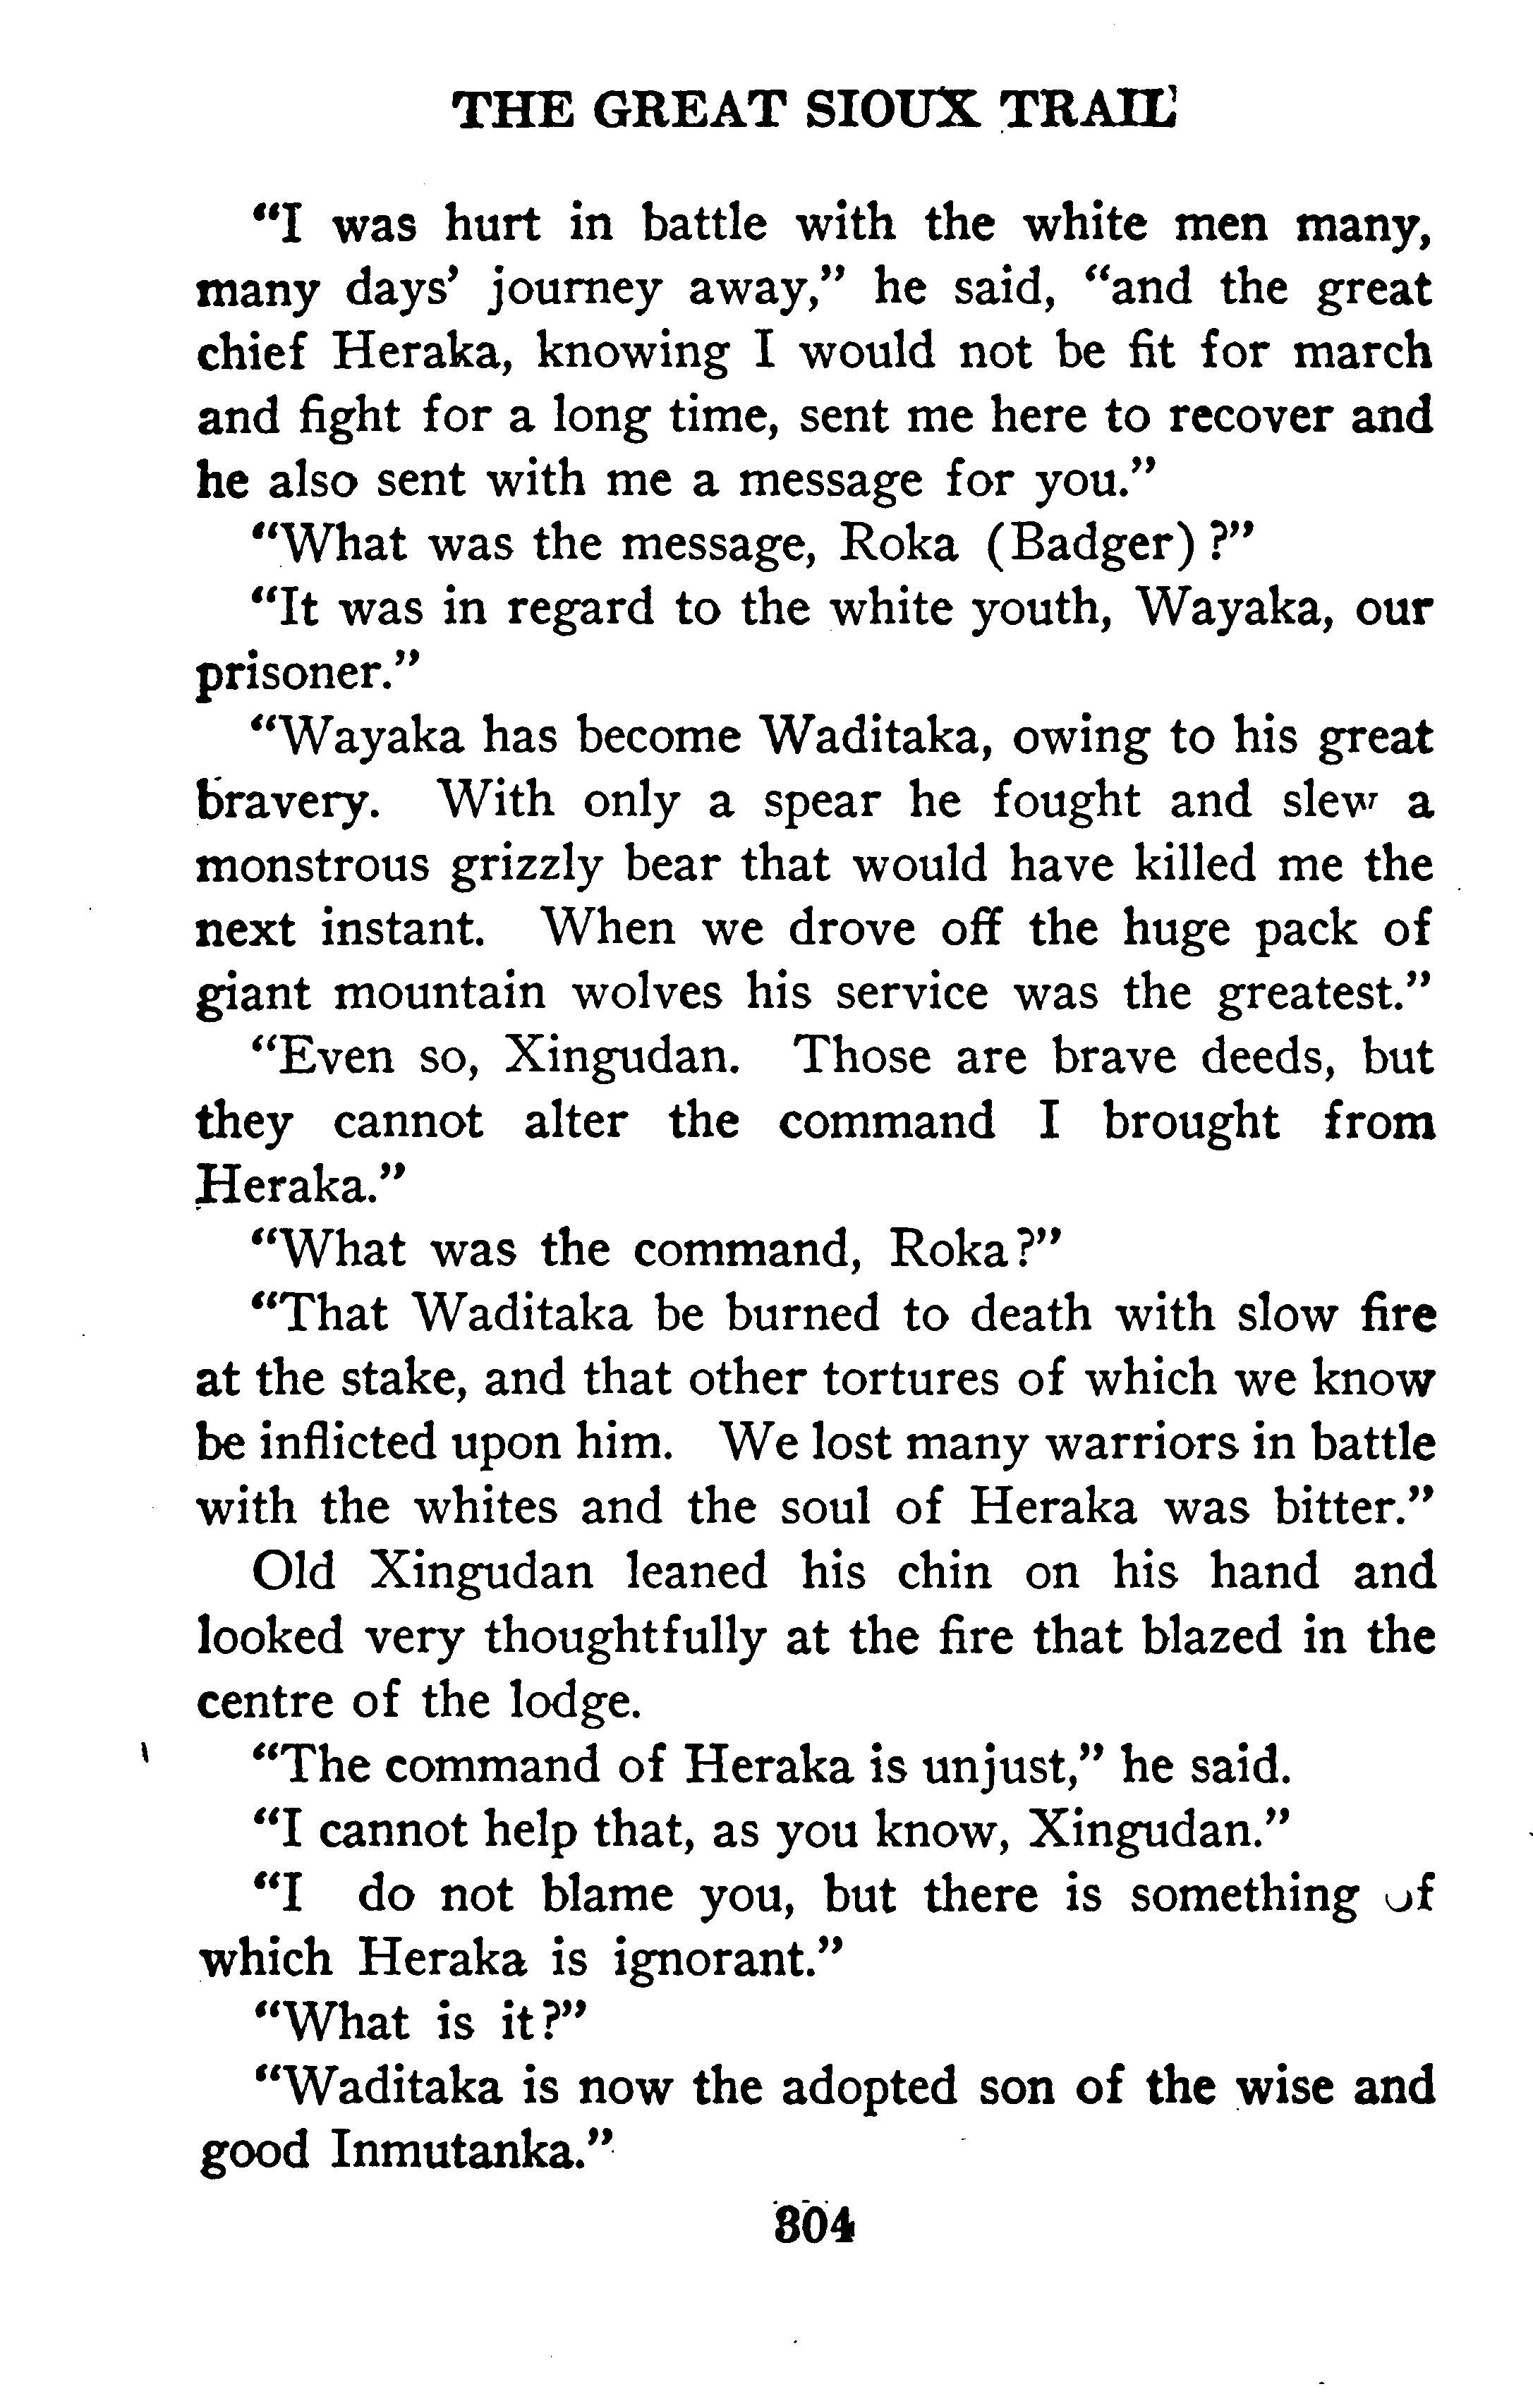 THE GREAT SIOUX TRAIL
“I was hurt in battle with the white men many,
many days’ journey away,” he said, “and the great
chief Heraka, knowing I would not be fit for march
and fight for a long time, sent me here to recover and
he also sent with me a message for you.”
“What was the message, Roka (Badger)?”
“It was in regard to the white youth, Wayaka, our
prisoner.”
“Wayaka has become Waditaka, owing to his great
bravery. With only a spear he fought and slew a
monstrous grizzly bear that would have killed me the
next instant. When we drove off the huge pack of
giant mountain wolves his service was the greatest.”
“Even so, Xingudan. Those are brave deeds, but
they cannot alter the command I brought from
Heraka.”
“What was the command, Roka?”
“That Waditaka be burned to death with slow fire
at the stake, and that other tortures of which we know
be inflicted upon him. We lost many warriors in battle
with the whites and the soul of Heraka was bitter.”
Old Xingudan leaned his chin on his hand and
looked very thoughtfully at the fire that blazed in the
centre of the lodge.
“The command of Heraka is unjust,” he said.
“I cannot help that, as you know, Xingudan.”
“I do not blame you, but there is something of
which Heraka is ignorant.”
“What is it?”
“Waditaka is now the adopted son of the wise and
good Inmutanka.”
304